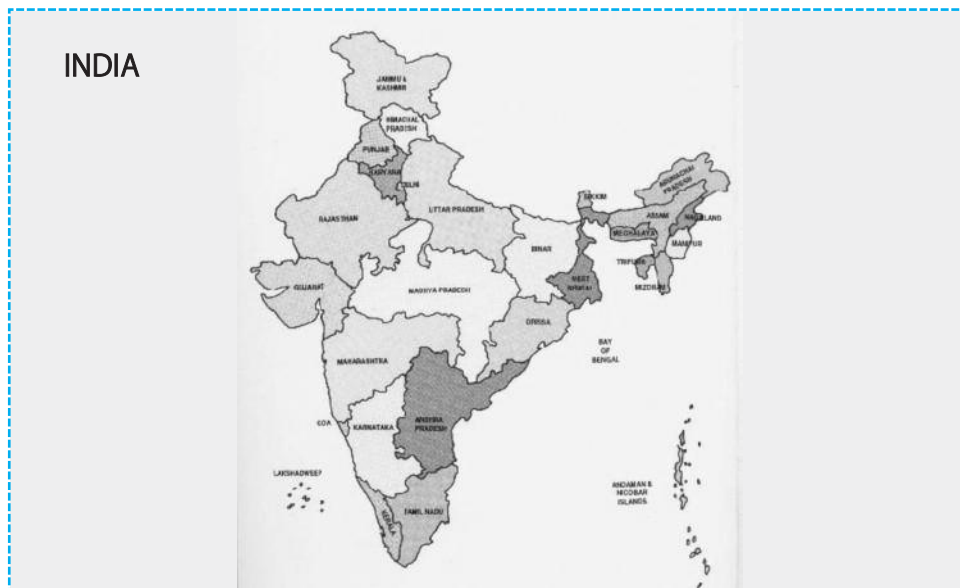 INDIA
JAMMU &
KASHMIR
HIMACHAL
PRADESH
PUNJAB
HARYANA
DELHI
RAJASTHAN
UTTAR PRADESH
SIKKIM
ARUNACHAL
PRADESH
ASSAM
NAGALAND
MEGHALAYA
MANIPUR
BIHAR
TRIPURA
MIZORAM
WEST
BENGAL
GUJARAT
MADHYA PRADESH
ORISSA
BAY
OF
BENGAL
MAHARASHTRA
GOA
KARNATAKA
ANDHRA
PRADESH
LAKSHADWEEP
ANDAMAN &
NICOBAR
ISLANDS
KERALA
TAMIL NADU